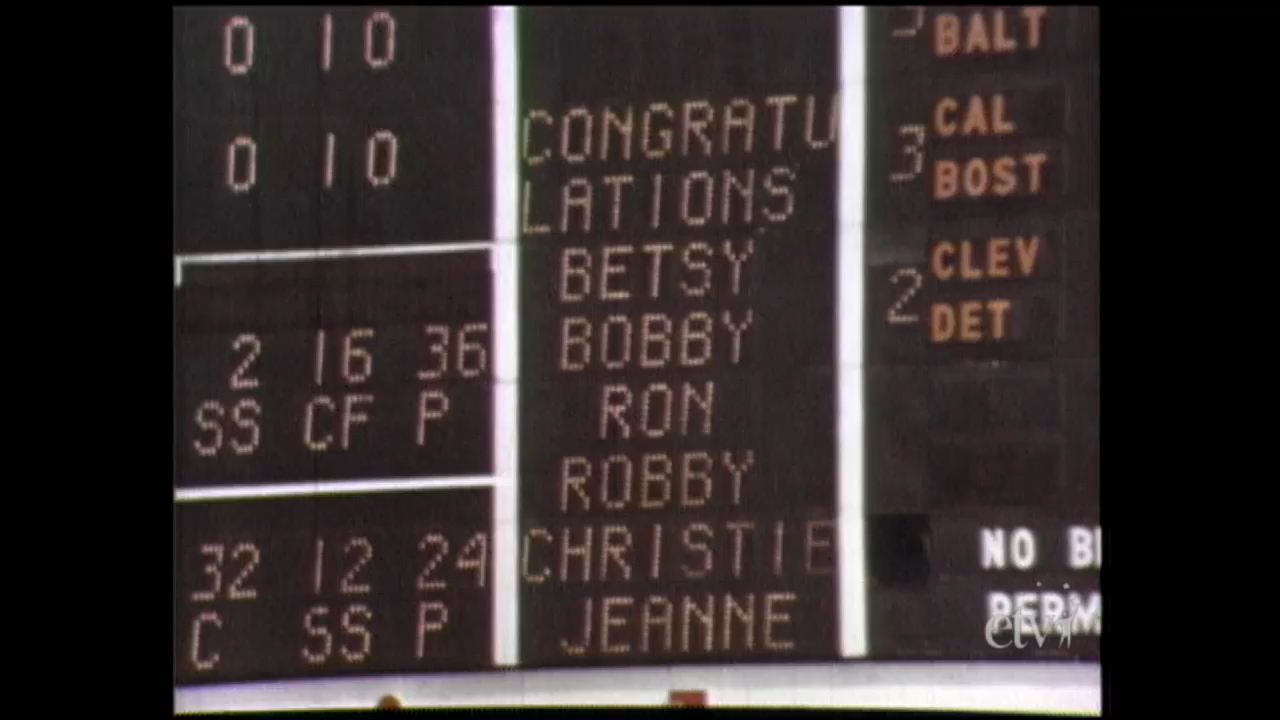 0 1 0
0 1 0
2 16 36
SS CF P
32 12 24
C SS P
CONGRATU
LATIONS
BETSY
BOBBY
RON
ROBBY
CHRISTIE
JEANNE
BALT
CAL
3
BOST
CLEV
2
DET
NO
etv